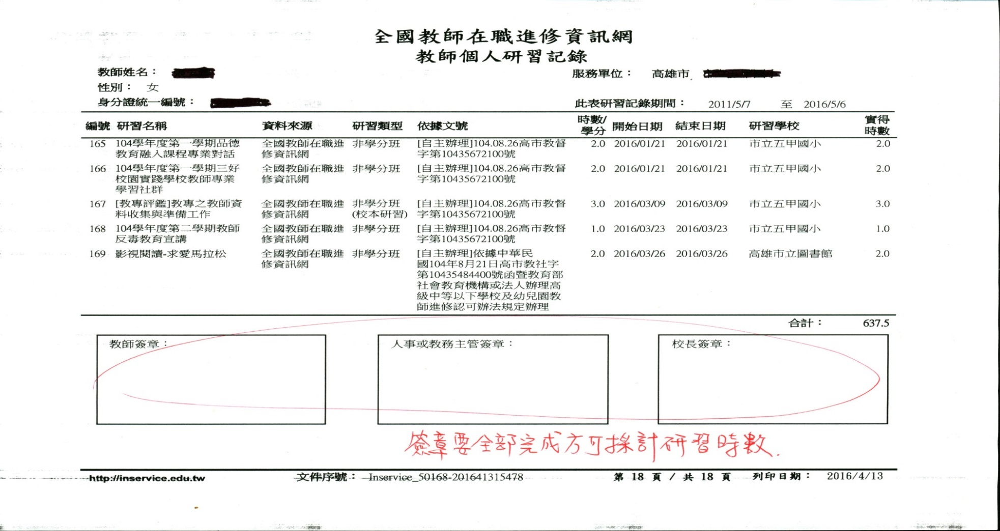 全國教師在職進修資訊網
教師個人研習記錄
教師姓名：
服務單位： 高雄市
性別： 女
身分證統一編號：
此表研習記錄期間： 2011/5/7 至 2016/5/6
編號 研習名稱 資料來源 研習類型 依據文號 時數/學分 開始日期 結束日期 研習學校 實得時數
165 104學年度第一學期品德 全國教師在職進 非學分班 [自主辦理]104.08.26高市教督 2.0 2016/01/21 2016/01/21 市立五甲國小 2.0
教育融入課程專業對話 修資訊網 字第10435672100號
166 104學年度第一學期三好 全國教師在職進 非學分班 [自主辦理]104.08.26高市教督 2.0 2016/01/21 2016/01/21 市立五甲國小 2.0
校園實踐學校教師專業 修資訊網 字第10435672100號
學習社群
167 [教專評鑑]教專之教師資 全國教師在職進 非學分班 [自主辦理]104.08.26高市教督 3.0 2016/03/09 2016/03/09 市立五甲國小 3.0
料收集與準備工作 修資訊網 (校本研習) 字第10435672100號
168 104學年度第二學期教師 全國教師在職進 非學分班 [自主辦理]104.08.26高市教督 1.0 2016/03/23 2016/03/23 市立五甲國小 1.0
反毒教育宣講 修資訊網 字第10435672100號
169 影視閱讀-求愛馬拉松 全國教師在職進 非學分班 [自主辦理]依據中華民 2.0 2016/03/26 2016/03/26 高雄市立圖書館 2.0
修資訊網 國104年8月21日高市教社字
第10435484400號函暨教育部
社會教育機構或法人辦理高
級中等以下學校及幼兒園教
師進修認可辦法規定辦理
合計： 637.5
教師簽章： 人事或教務主管簽章： 校長簽章：
簽章要全部完成方可採計研習時數.
http://inservice.edu.tw 文件序號： Inservice_50168-201641315478 第 18 頁 / 共 18 頁 列印日期： 2016/4/13